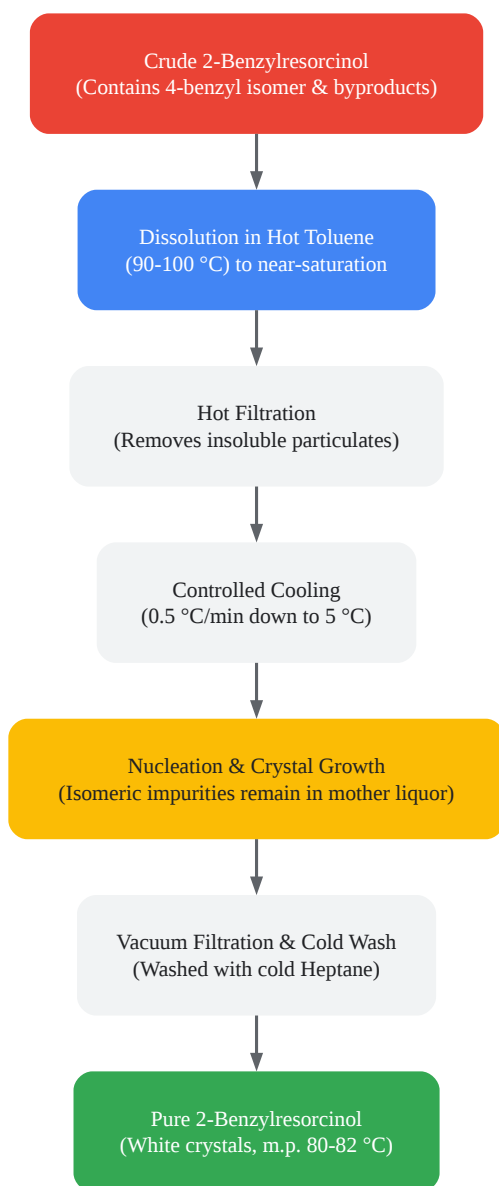 Crude 2-Benzylresorcinol
(Contains 4-benzyl isomer & byproducts)
Dissolution in Hot Toluene
(90-100 °C) to near-saturation
Hot Filtration
(Removes insoluble particulates)
Controlled Cooling
(0.5 °C/min down to 5 °C)
Nucleation & Crystal Growth
(Isomeric impurities remain in mother liquor)
Vacuum Filtration & Cold Wash
(Washed with cold Heptane)
Pure 2-Benzylresorcinol
(White crystals, m.p. 80-82 °C)